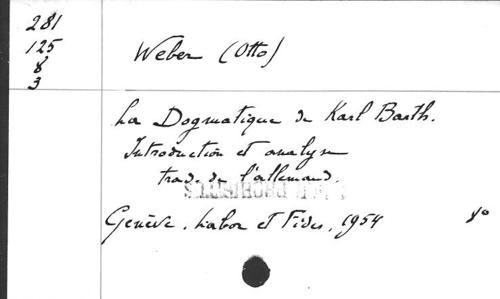 281
125
8
3
Weber (Otto)
La Dogmatique de Karl Barth.
Introduction et analyse
trad. de l'allemand.
Genève. Labor et Fides, 1954 8°